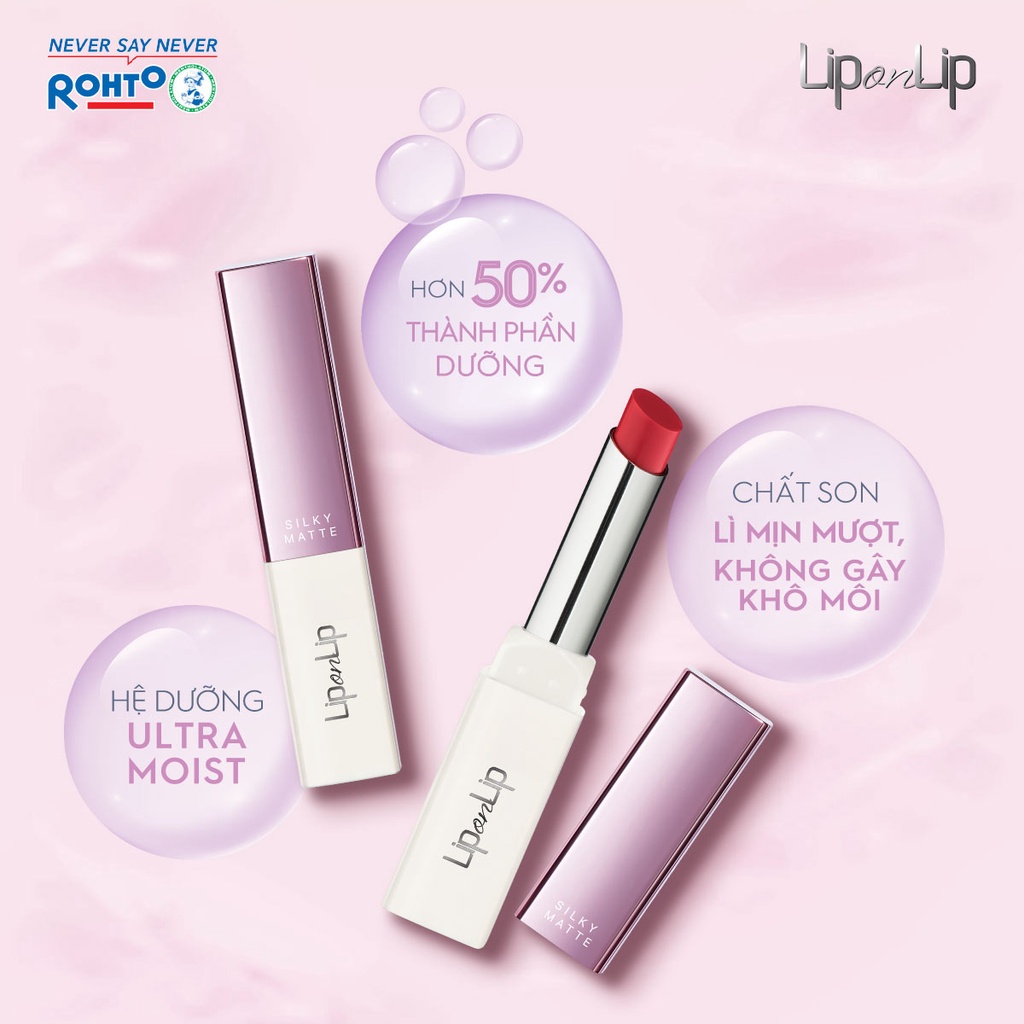 NEVER SAY NEVER
ROHTO
LiponLip
HƠN 50%
THÀNH PHẦN
DƯỠNG
SILKY
MATTE
LiponLip
CHẤT SON
LÌ MỊN MƯỢT,
KHÔNG GÂY
KHÔ MÔI
HỆ DƯỠNG
ULTRA
MOIST
LiponLip
SILKY
MATTE